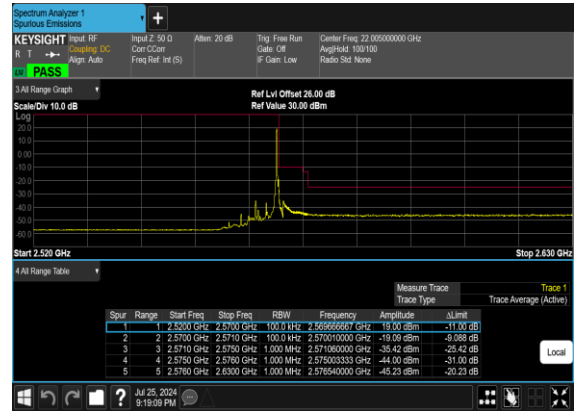 Spectrum Analyzer 1
Spurious Emissions
+
KEYSIGHT Input: RF Input Z: 50 Ω Atten: 20 dB Trig: Free Run Center Freq: 22.005000000 GHz
R T Coupling: DC Corr CCorr Gate: Off Avg|Hold: 100/100
Align: Auto Freq Ref: Int (S) IF Gain: Low Radio Std: None
PASS
3 All Range Graph
Ref Lvl Offset 26.00 dB
Scale/Div 10.0 dB Ref Value 30.00 dBm
Log
20.0
10.0
0.00
-10.0
-20.0
-30.0
-40.0
-50.0
-60.0
Start 2.520 GHz Stop 2.630 GHz
4 All Range Table
Measure Trace Trace 1
Trace Type Trace Average (Active)
Spur Range Start Freq Stop Freq RBW Frequency Amplitude ΔLimit
1 1 2.5200 GHz 2.5700 GHz 100.0 kHz 2.569666667 GHz 19.00 dBm -11.00 dB
2 2 2.5700 GHz 2.5710 GHz 100.0 kHz 2.570010000 GHz -19.09 dBm -9.088 dB
3 3 2.5710 GHz 2.5750 GHz 1.000 MHz 2.571060000 GHz -35.42 dBm -25.42 dB
4 4 2.5750 GHz 2.5760 GHz 1.000 MHz 2.575003333 GHz -44.00 dBm -31.00 dB
5 5 2.5760 GHz 2.6300 GHz 1.000 MHz 2.576540000 GHz -45.23 dBm -20.23 dB
Local
? Jul 25, 2024
9:19:09 PM